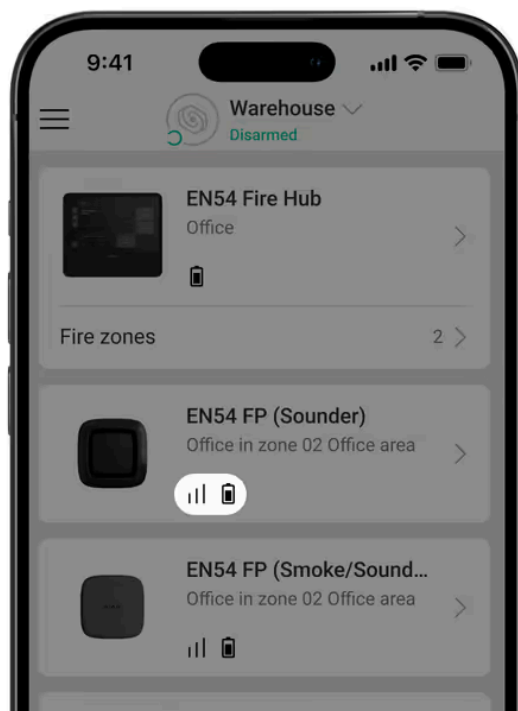 9:41
Warehouse
Disarmed
EN54 Fire Hub
Office
Fire zones 2
EN54 FP (Sounder)
Office in zone 02 Office area
EN54 FP (Smoke/Sound...
Office in zone 02 Office area